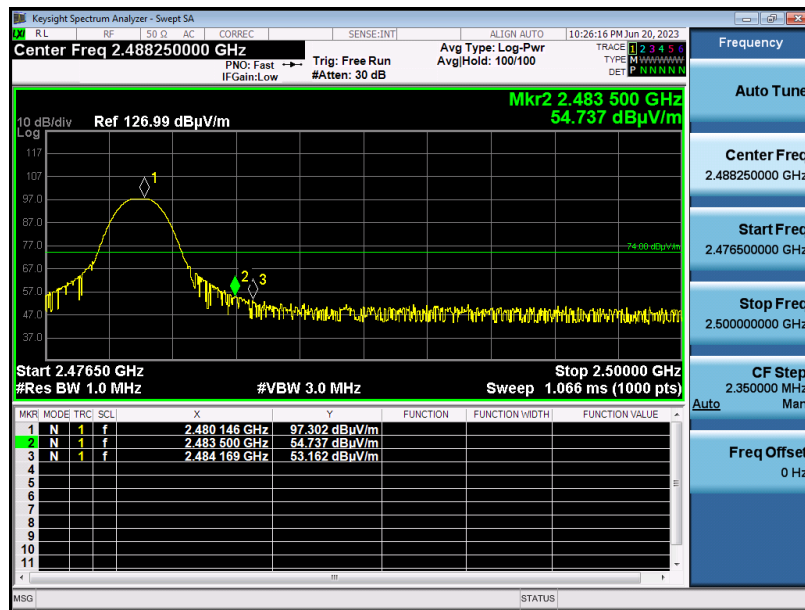 Keysight Spectrum Analyzer - Swept SA
LXI RL RF 50 Ω AC CORREC SENSE:INT ALIGN AUTO 10:26:16 PM Jun 20, 2023
Center Freq 2.488250000 GHz
PNO: Fast
IFGain:Low
Trig: Free Run
#Atten: 30 dB
Avg Type: Log-Pwr
Avg|Hold: 100/100
TRACE 1 2 3 4 5 6
TYPE M WWWWW
DET P N N N N N
Mkr2 2.483 500 GHz
54.737 dBµV/m
10 dB/div Ref 126.99 dBµV/m
Log
117
107
97.0
87.0
77.0
67.0
57.0
47.0
37.0
1
2
3
74.00 dBµV/m
Start 2.47650 GHz Stop 2.50000 GHz
#Res BW 1.0 MHz #VBW 3.0 MHz Sweep 1.066 ms (1000 pts)
MKR MODE TRC SCL X Y FUNCTION FUNCTION WIDTH FUNCTION VALUE
1 N 1 f 2.480 146 GHz 97.302 dBµV/m
2 N 1 f 2.483 500 GHz 54.737 dBµV/m
3 N 1 f 2.484 169 GHz 53.162 dBµV/m
4
5
6
7
8
9
10
11
MSG STATUS
Frequency
Auto Tune
Center Freq
2.488250000 GHz
Start Freq
2.476500000 GHz
Stop Freq
2.500000000 GHz
CF Step
2.350000 MHz
Auto Man
Freq Offset
0 Hz